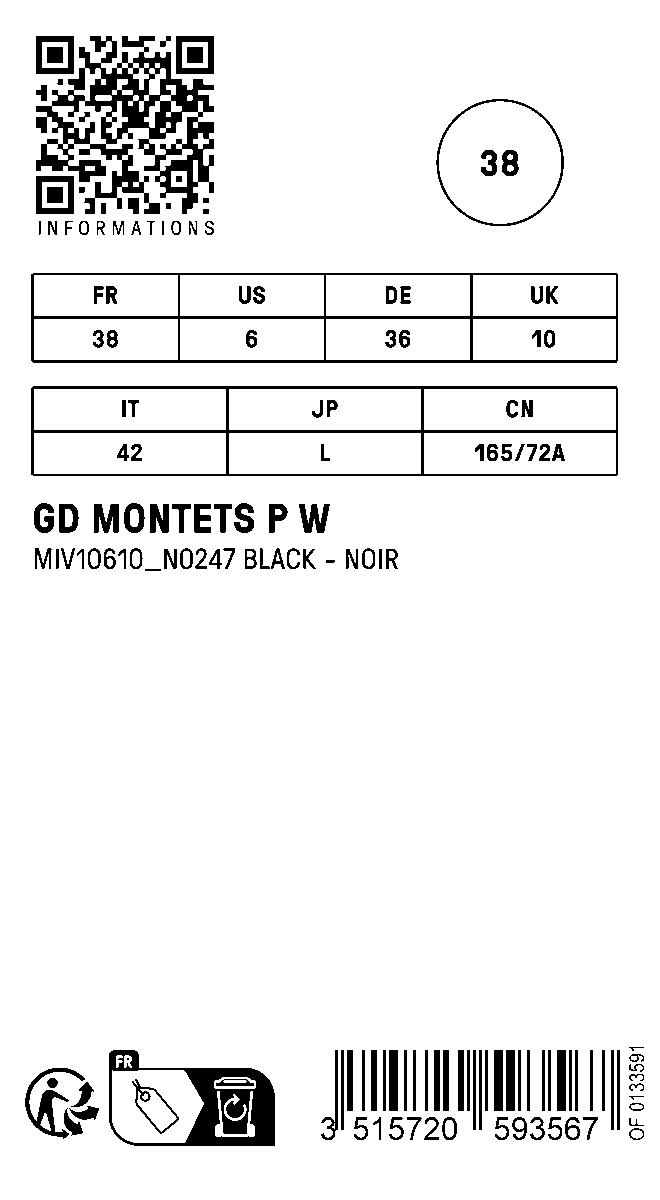 INFORMATIONS
38
FR US DE UK
38 6 36 10
IT JP CN
42 L 165/72A
GD MONTETS P W
MIV10610_N0247 BLACK - NOIR
FR
3 515720 593567
OF 0133591